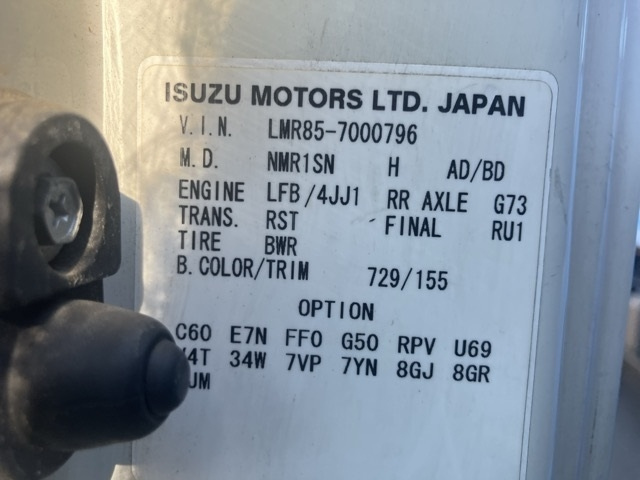 ISUZU MOTORS LTD. JAPAN
V.I.N. LMR85-7000796
M.D. NMR1SN H AD/BD
ENGINE LFB/4JJ1 RR AXLE G73
TRANS. RST FINAL RU1
TIRE BWR
B.COLOR/TRIM 729/155
OPTION
C60 E7N FF0 G50 RPV U69
34W 7VP 7YN 8GJ 8GR